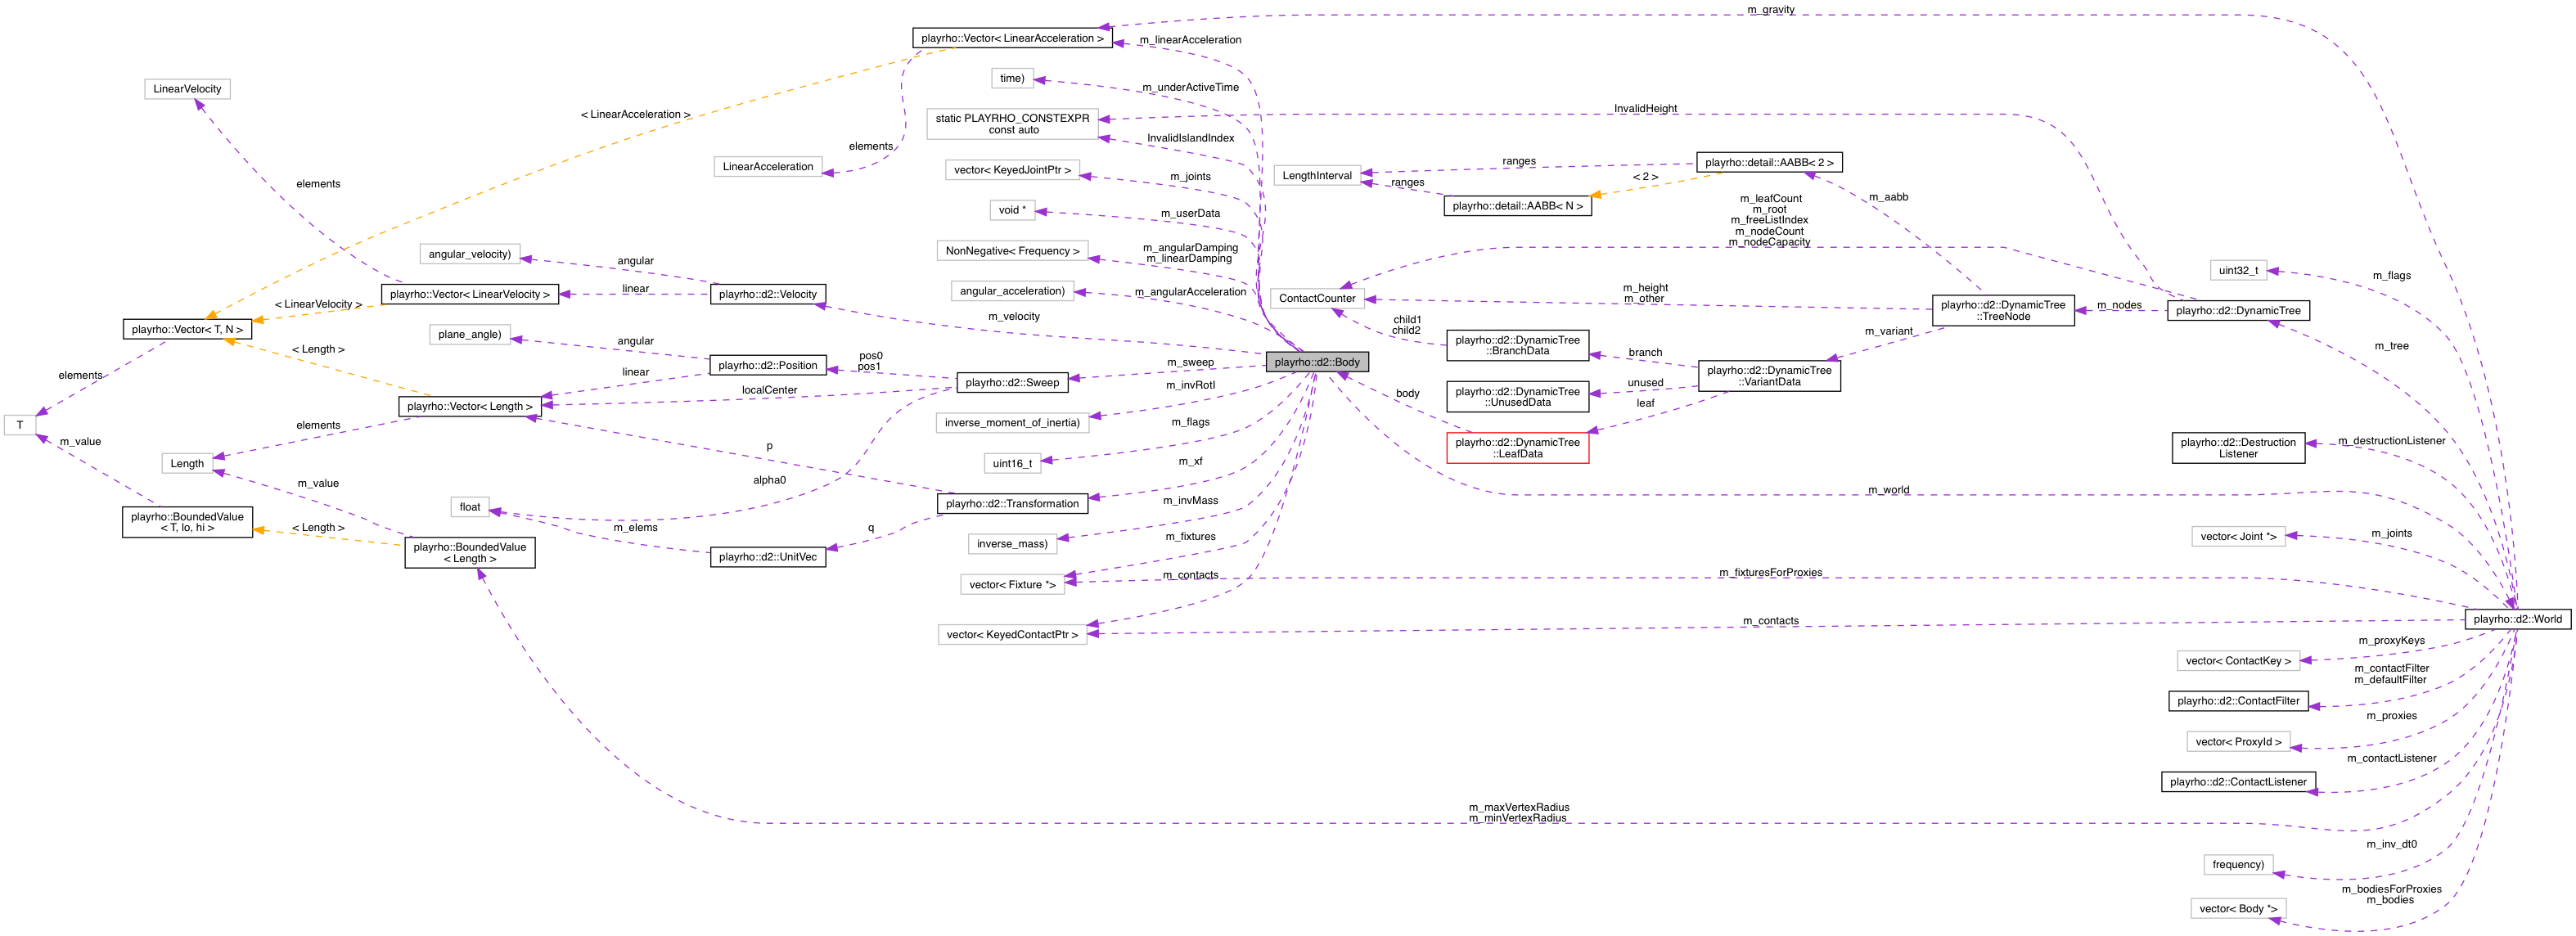 m_gravity
playrho::Vector< LinearAcceleration >
m_linearAcceleration
time)
m_underActiveTime
LinearVelocity
static PLAYRHO_CONSTEXPR
const auto
InvalidHeight
< LinearAcceleration >
InvalidIslandIndex
elements
LinearAcceleration
vector< KeyedJointPtr >
m_joints
LengthInterval
ranges
playrho::detail::AABB< 2 >
ranges
< 2 >
playrho::detail::AABB< N >
m_aabb
elements
void *
m_userData
m_leafCount
m_root
m_freeListIndex
m_nodeCount
m_nodeCapacity
angular_velocity)
angular
NonNegative< Frequency >
m_angularDamping
m_linearDamping
uint32_t
m_flags
playrho::Vector< LinearVelocity >
linear
playrho::d2::Velocity
angular_acceleration)
m_angularAcceleration
ContactCounter
m_height
m_other
playrho::d2::DynamicTree
::TreeNode
m_nodes
playrho::d2::DynamicTree
< LinearVelocity >
m_velocity
playrho::Vector< T, N >
child1
child2
plane_angle)
angular
playrho::d2::DynamicTree
::BranchData
branch
m_variant
m_tree
< Length >
playrho::d2::Position
pos0
pos1
m_sweep
playrho::d2::Body
playrho::d2::DynamicTree
::VariantData
elements
linear
localCenter
playrho::d2::Sweep
m_invRotI
body
playrho::d2::DynamicTree
::UnusedData
unused
leaf
playrho::Vector< Length >
T
elements
inverse_moment_of_inertia)
m_flags
playrho::d2::DynamicTree
::LeafData
playrho::d2::Destruction
Listener
m_destructionListener
m_value
p
Length
uint16_t
m_xf
m_value
alpha0
m_world
float
playrho::d2::Transformation
m_invMass
playrho::BoundedValue
< T, lo, hi >
< Length >
m_elems
q
playrho::BoundedValue
< Length >
playrho::d2::UnitVec
inverse_mass)
m_fixtures
vector< Joint *>
m_joints
vector< Fixture *>
m_contacts
m_fixturesForProxies
vector< KeyedContactPtr >
m_contacts
playrho::d2::World
m_proxyKeys
vector< ContactKey >
m_contactFilter
m_defaultFilter
playrho::d2::ContactFilter
m_proxies
vector< ProxyId >
m_contactListener
playrho::d2::ContactListener
m_maxVertexRadius
m_minVertexRadius
m_inv_dt0
frequency)
m_bodiesForProxies
m_bodies
vector< Body *>